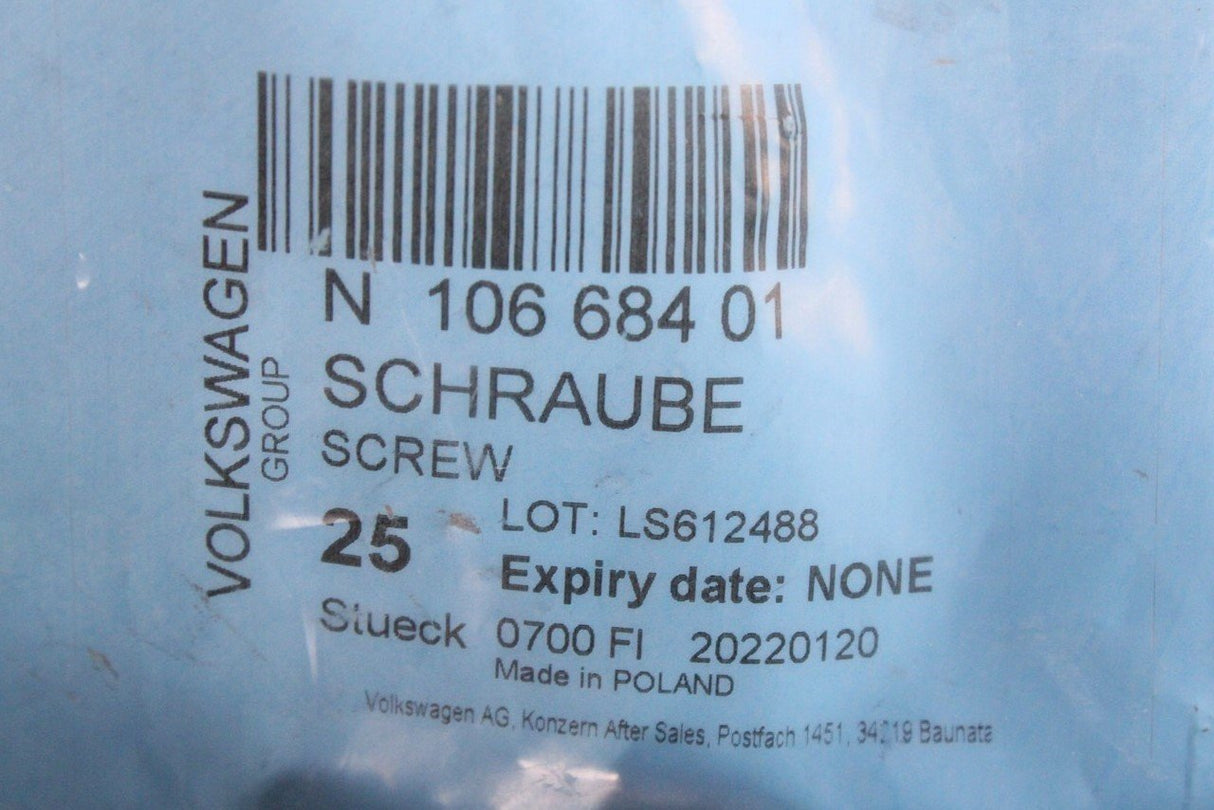 VOLKSWAGEN
GROUP
N 106 684 01
SCHRAUBE
SCREW
25 LOT: LS612488
Expiry date: NONE
Stueck 0700 FI 20220120
Made in POLAND
Volkswagen AG, Konzern After Sales, Postfach 1451, Baunata